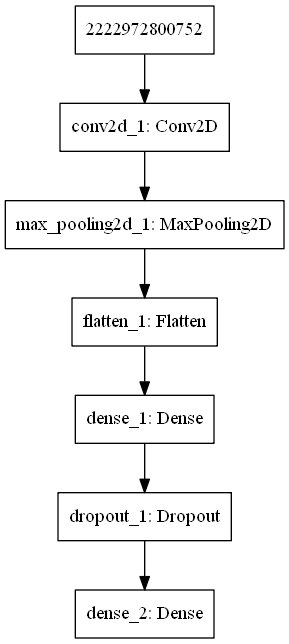 2222972800752
conv2d_1: Conv2D
max_pooling2d_1: MaxPooling2D
flatten_1: Flatten
dense_1: Dense
dropout_1: Dropout
dense_2: Dense